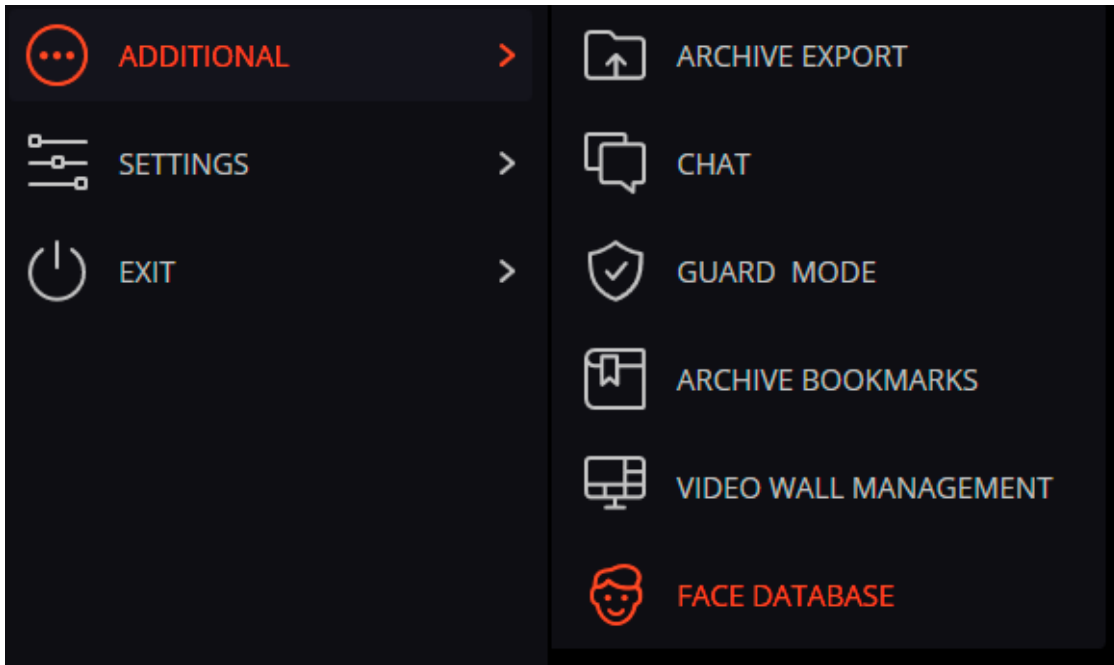 ADDITIONAL
SETTINGS
EXIT
ARCHIVE EXPORT
CHAT
GUARD MODE
ARCHIVE BOOKMARKS
VIDEO WALL MANAGEMENT
FACE DATABASE